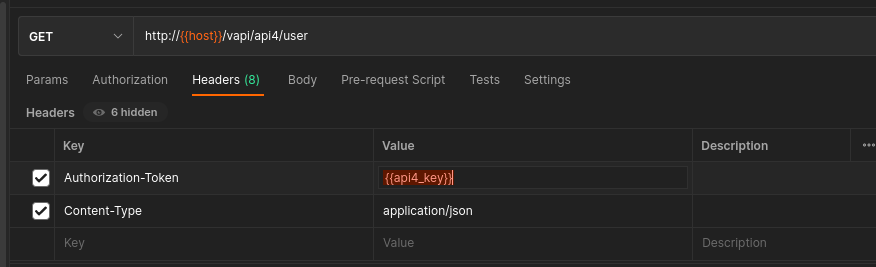 GET http://{{host}}/vapi/api4/user
Params Authorization Headers (8) Body Pre-request Script Tests Settings
Headers 6 hidden
Key Value Description •••
Authorization-Token {{api4_key}}
Content-Type application/json
Key Value Description